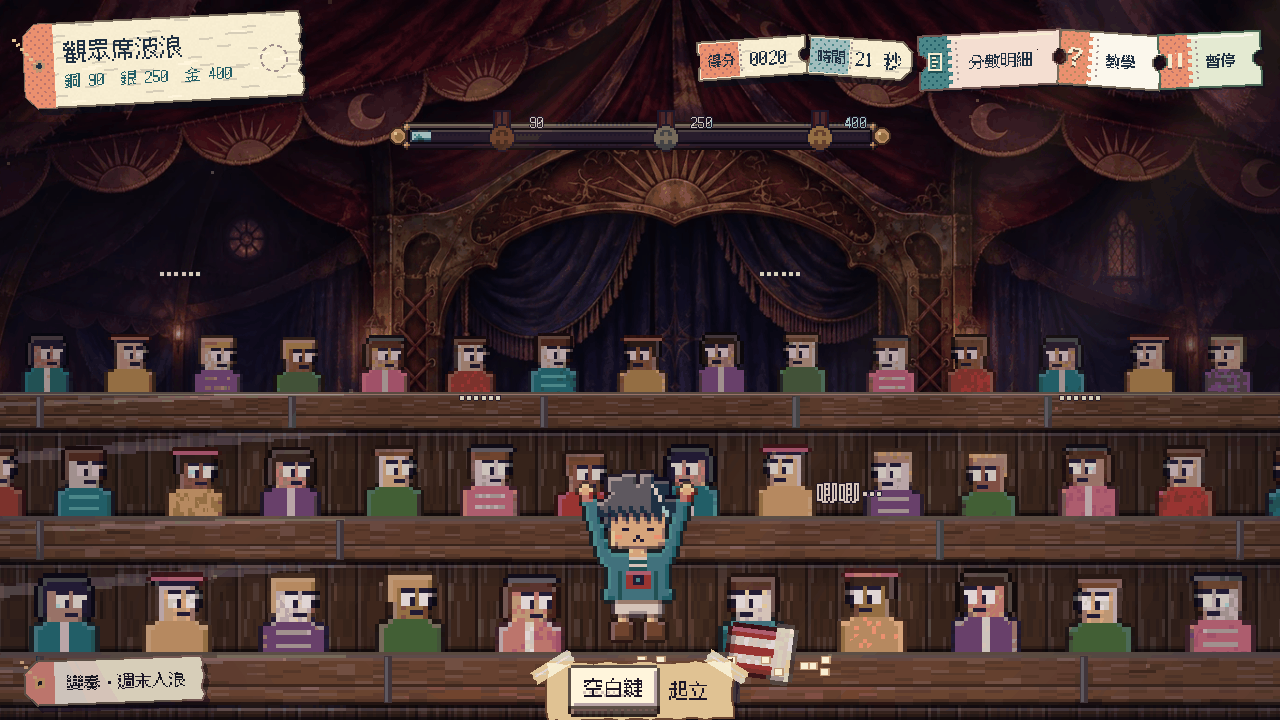 觀眾席波浪
銅 90 銀 250 金 400
得分 0020 時間 21 秒
分數明細
? 教學
暫停
90 250 400
……
……
……
……
唧唧…
變奏·週末人浪
空白鍵 起立